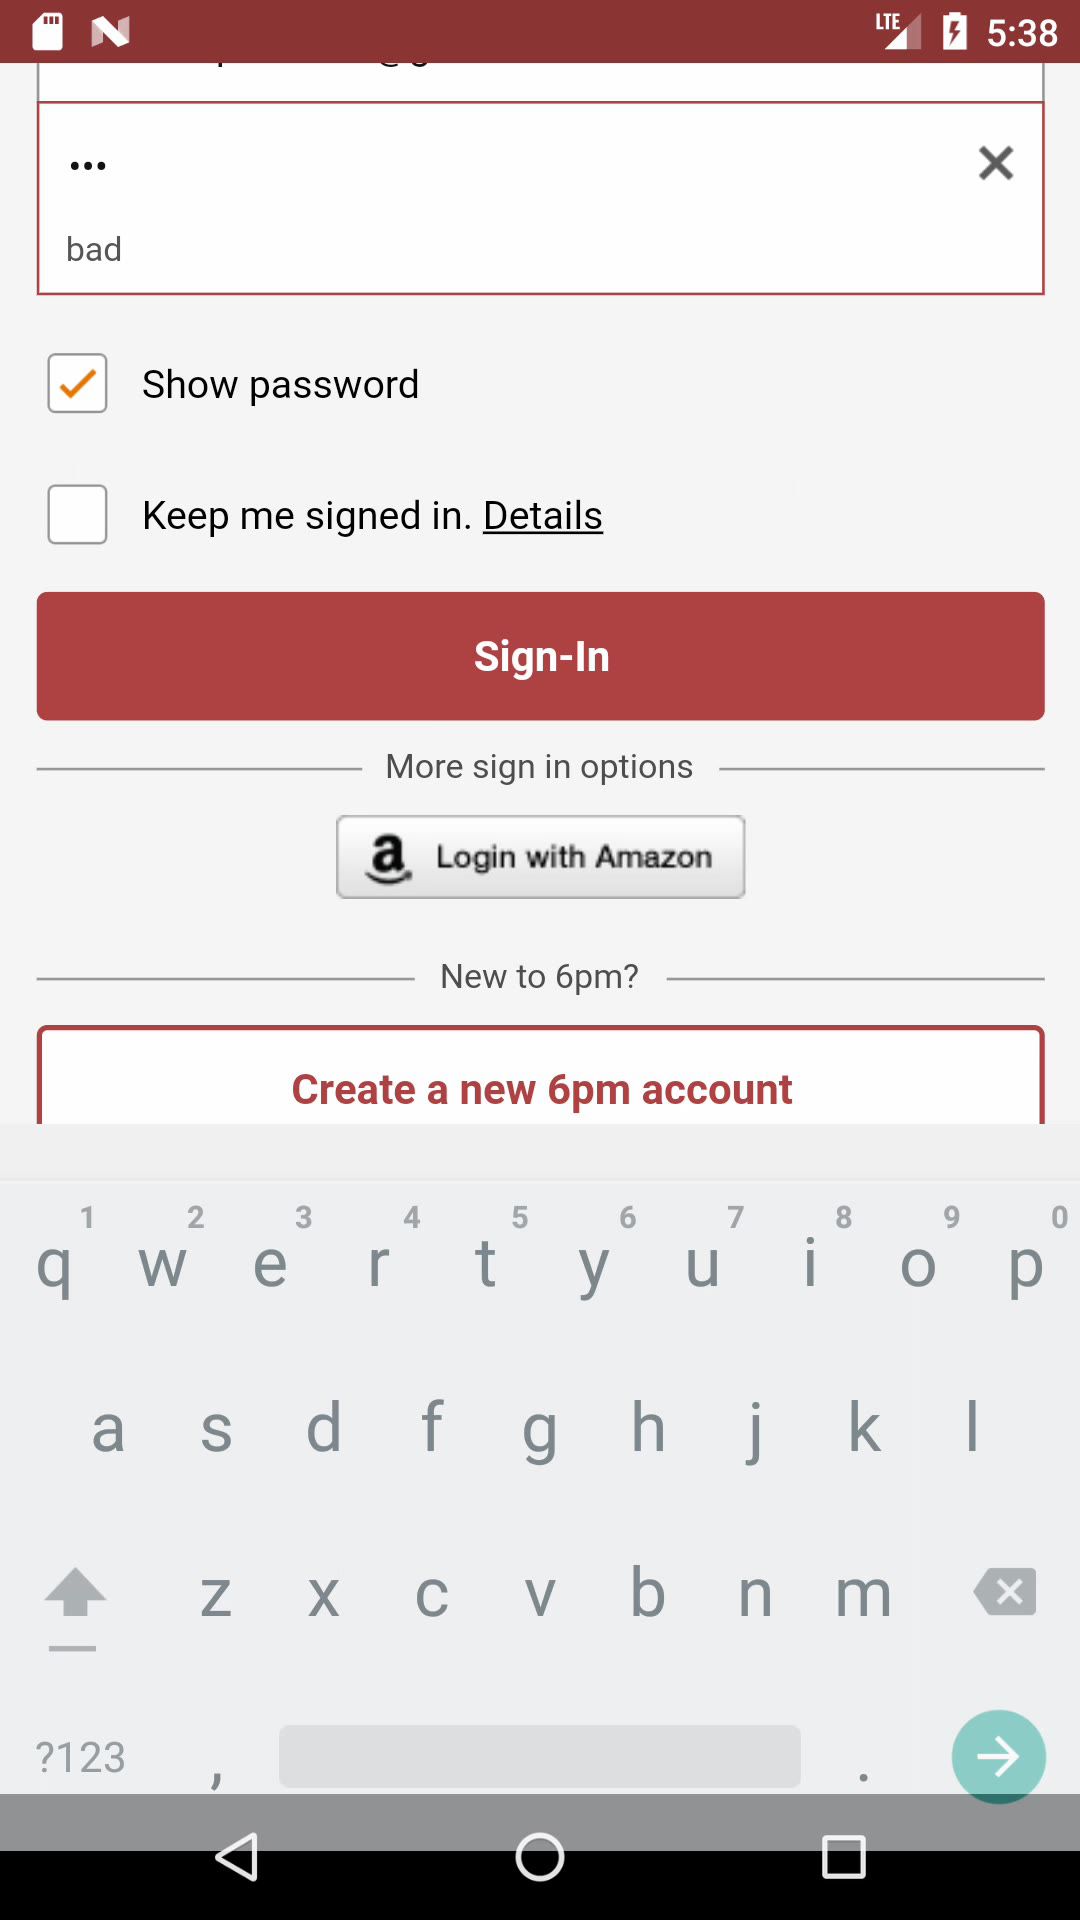 LTE 5:38
•••
bad
Show password
Keep me signed in. Details
Sign-In
More sign in options
a Login with Amazon
New to 6pm?
Create a new 6pm account
1 2 3 4 5 6 7 8 9 0
q w e r t y u i o p
a s d f g h j k l
z x c v b n m
?123 , .